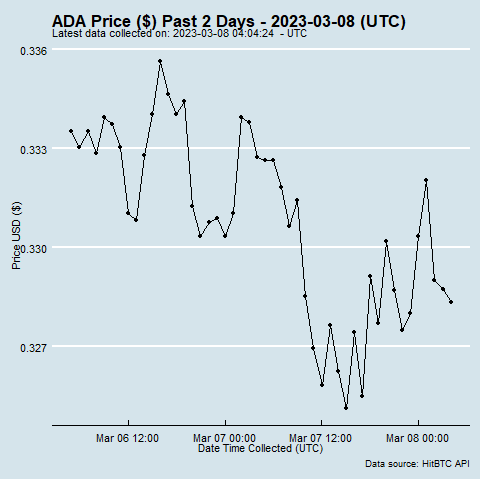 ADA Price ($) Past 2 Days - 2023-03-08 (UTC)
Latest data collected on: 2023-03-08 04:04:24  - UTC
0.336
0.333
0.330
0.327
Price USD ($)
Mar 06 12:00
Mar 07 00:00
Mar 07 12:00
Mar 08 00:00
Date Time Collected (UTC)
Data source: HitBTC API